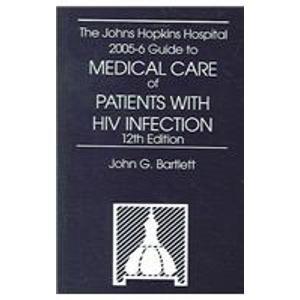 The Johns Hopkins Hospital
2005-6 Guide to
MEDICAL CARE
of
PATIENTS WITH
HIV INFECTION
12th Edition
John G. Bartlett